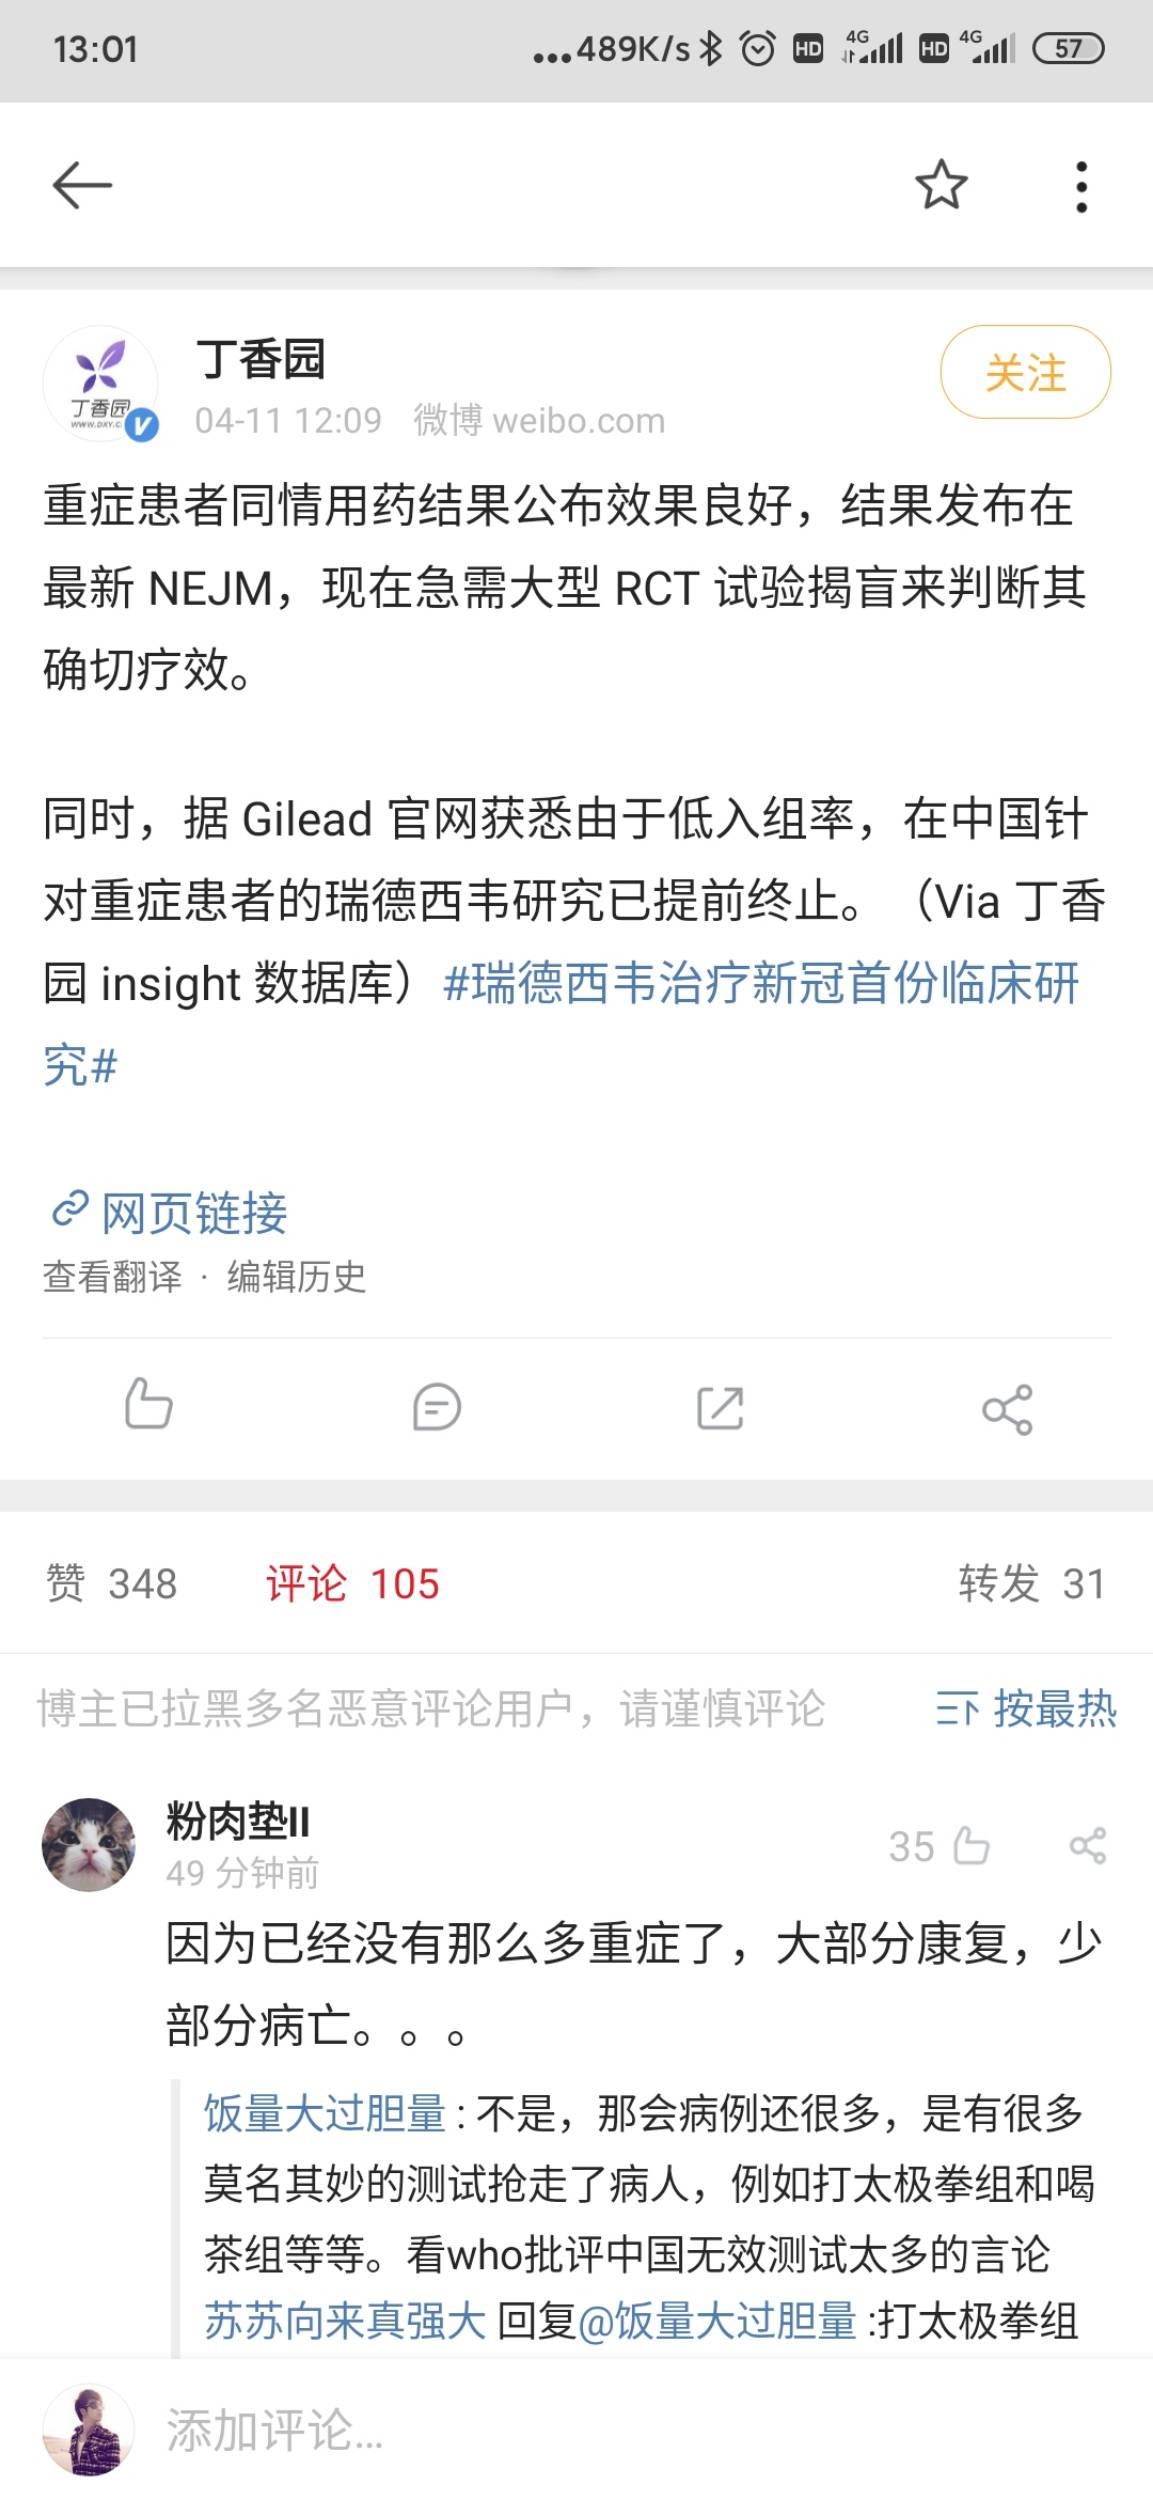 13:01
...489K/s HD 4G HD 4G 57
丁香园
WWW.DXY.C
丁香园
关注
04-11 12:09 微博 weibo.com
重症患者同情用药结果公布效果良好，结果发布在
最新 NEJM，现在急需大型 RCT 试验揭盲来判断其
确切疗效。
同时，据 Gilead 官网获悉由于低入组率，在中国针
对重症患者的瑞德西韦研究已提前终止。（Via 丁香
园 insight 数据库）#瑞德西韦治疗新冠首份临床研
究#
网页链接
查看翻译 · 编辑历史
赞 348 评论 105 转发 31
博主已拉黑多名恶意评论用户，请谨慎评论 按最热
粉肉垫II
49 分钟前
35
因为已经没有那么多重症了，大部分康复，少
部分病亡。。。
饭量大过胆量 : 不是，那会病例还很多，是有很多
莫名其妙的测试抢走了病人，例如打太极拳组和喝
茶组等等。看who批评中国无效测试太多的言论
苏苏向来真强大 回复@饭量大过胆量 :打太极拳组
添加评论...